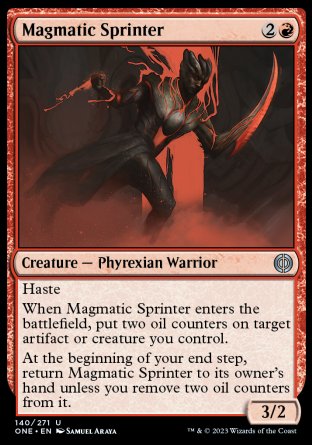 Magmatic Sprinter 2
Creature — Phyrexian Warrior
Haste
When Magmatic Sprinter enters the
battlefield, put two oil counters on target
artifact or creature you control.
At the beginning of your end step,
return Magmatic Sprinter to its owner's
hand unless you remove two oil counters
from it.
3/2
140/271 U
ONE • EN Samuel Araya
™ & © 2023 Wizards of the Coast